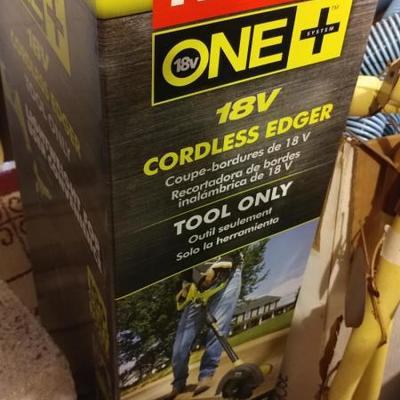 18V
ONE+
SYSTEM
TM
18V
CORDLESS EDGER
Coupe-bordures de 18 V
Recortadora de bordes
inalámbrica de 18 V
TOOL ONLY
Outil seulement
Solo la herramienta